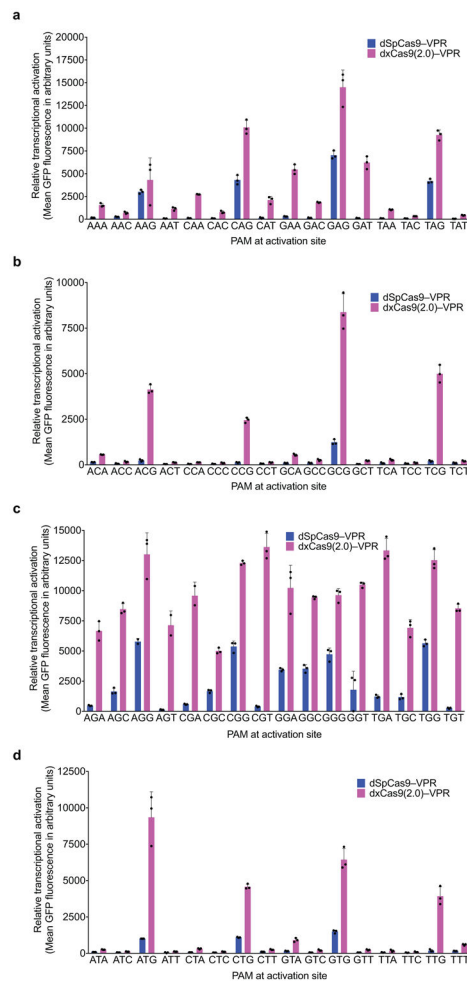 a
Relative transcriptional activation
(Mean GFP fluorescence in arbitrary units)
20000
17500
15000
12500
10000
7500
5000
2500
0
dSpCas9–VPR
dxCas9(2.0)–VPR
AAA AAC AAG AAT CAA CAC CAG CAT GAA GAC GAG GAT TAA TAC TAG TAT
PAM at activation site
b
Relative transcriptional activation
(Mean GFP fluorescence in arbitrary units)
10000
7500
5000
2500
0
dSpCas9–VPR
dxCas9(2.0)–VPR
ACA ACC ACG ACT CCA CCC CCG CCT GCA GCC GCG GCT TCA TCC TCG TCT
PAM at activation site
c
Relative transcriptional activation
(Mean GFP fluorescence in arbitrary units)
15000
12500
10000
7500
5000
2500
0
dSpCas9–VPR
dxCas9(2.0)–VPR
AGA AGC AGG AGT CGA CGC CGG CGT GGA GGC GGG GGT TGA TGC TGG TGT
PAM at activation site
d
Relative transcriptional activation
(Mean GFP fluorescence in arbitrary units)
12500
10000
7500
5000
2500
0
dSpCas9–VPR
dxCas9(2.0)–VPR
ATA ATC ATG ATT CTA CTC CTG CTT GTA GTC GTG GTT TTA TTC TTG TTT
PAM at activation site